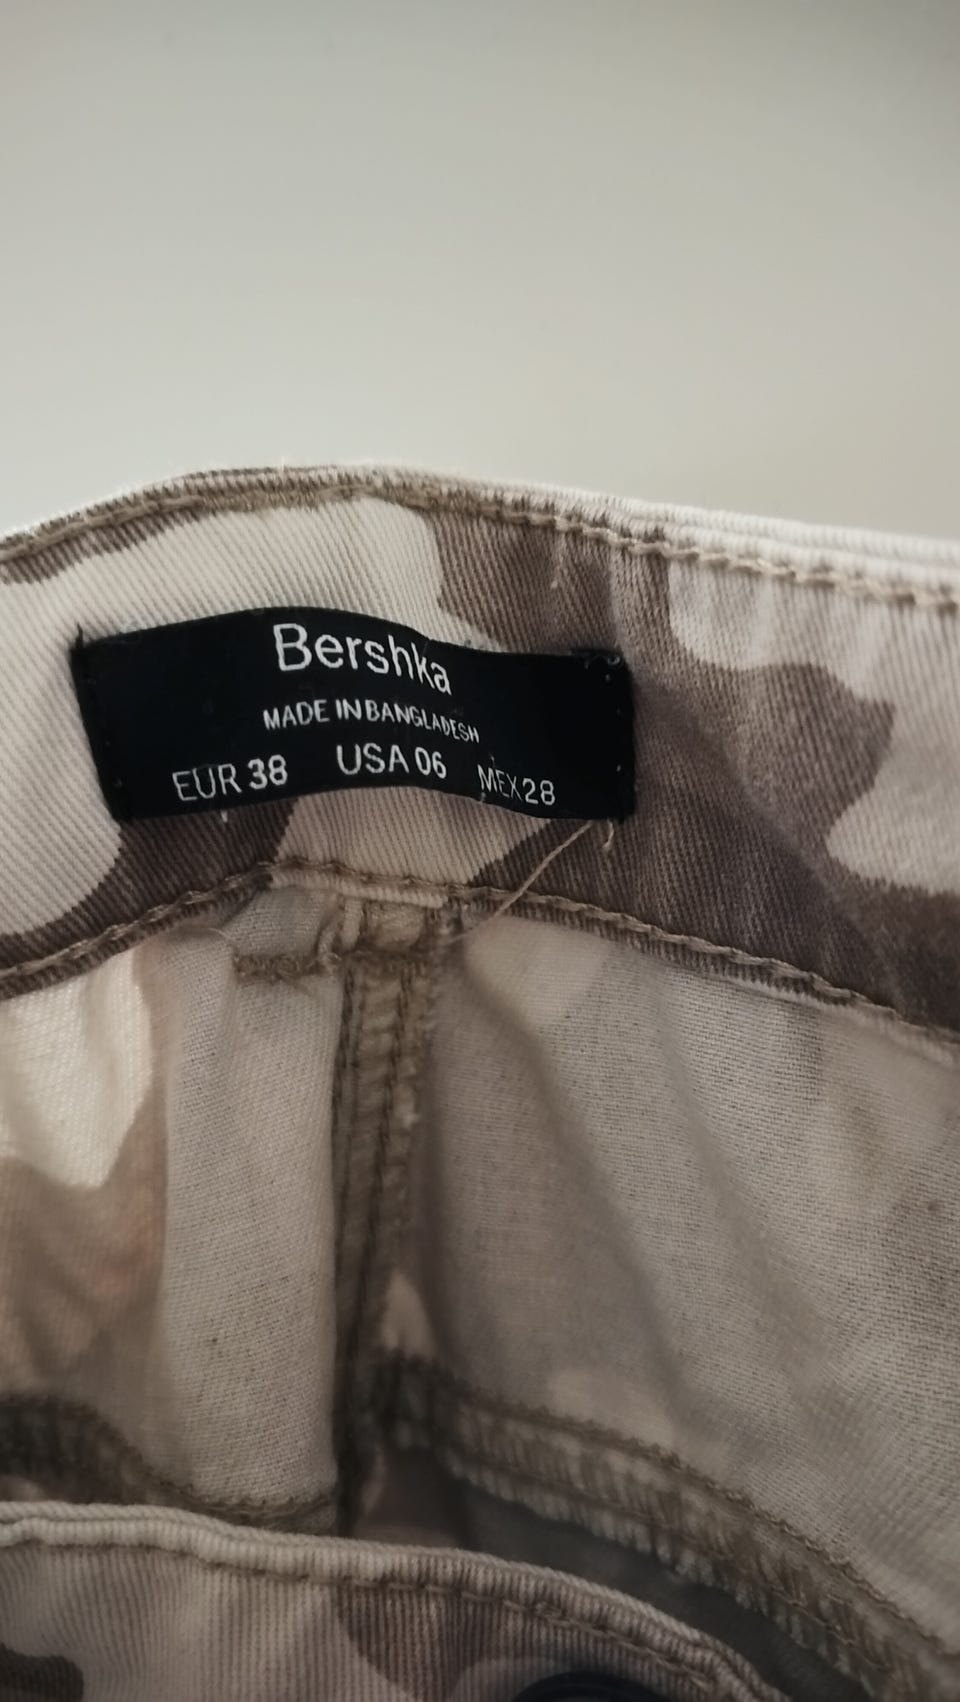 Bershka
MADE IN BANGLADESH
EUR 38 USA 06 MEX 28